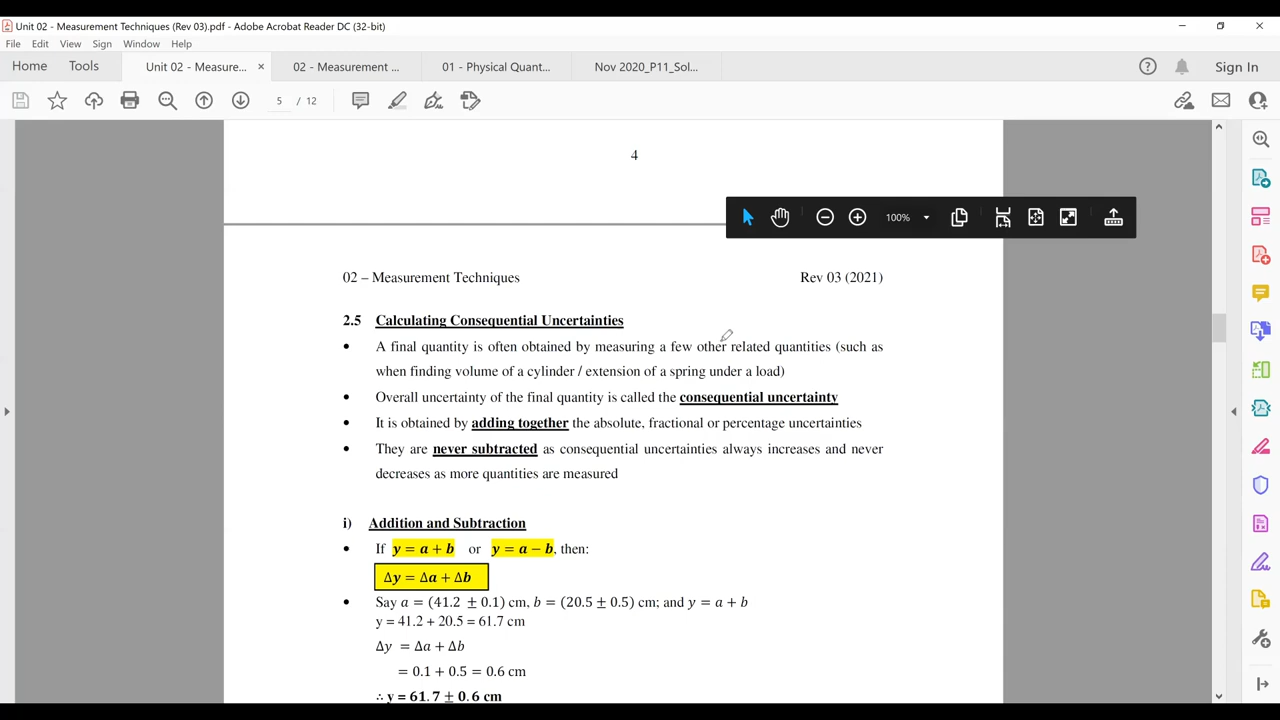 Unit 02 - Measurement Techniques (Rev 03).pdf - Adobe Acrobat Reader DC (32-bit)
File Edit View Sign Window Help
Home Tools Unit 02 - Measure... × 02 - Measurement ... 01 - Physical Quant... Nov 2020_P11_Sol... Sign In
5 / 12
4
100%
02 – Measurement Techniques Rev 03 (2021)
2.5 Calculating Consequential Uncertainties
• A final quantity is often obtained by measuring a few other related quantities (such as
when finding volume of a cylinder / extension of a spring under a load)
• Overall uncertainty of the final quantity is called the consequential uncertainty
• It is obtained by adding together the absolute, fractional or percentage uncertainties
• They are never subtracted as consequential uncertainties always increases and never
decreases as more quantities are measured
i) Addition and Subtraction
• If y = a + b or y = a − b, then:
Δy = Δa + Δb
• Say a = (41.2 ± 0.1) cm, b = (20.5 ± 0.5) cm; and y = a + b
y = 41.2 + 20.5 = 61.7 cm
Δy = Δa + Δb
= 0.1 + 0.5 = 0.6 cm
∴ y = 61.7 ± 0.6 cm